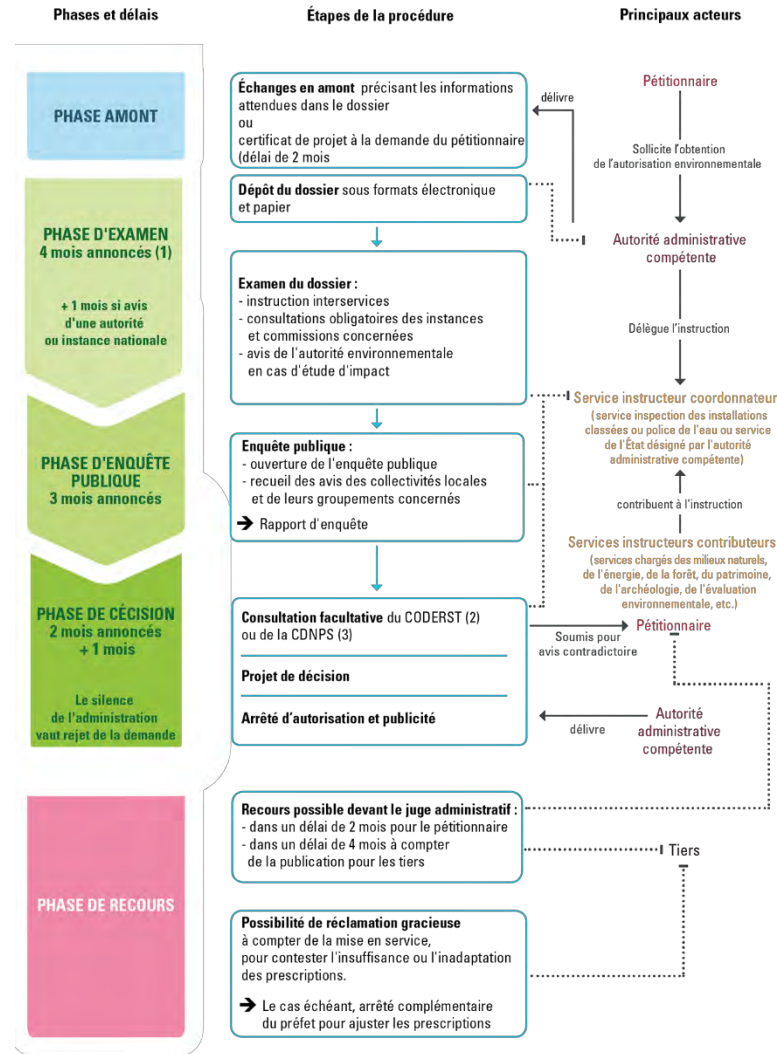 Phases et délais
Étapes de la procédure
Principaux acteurs
PHASE AMONT
PHASE D'EXAMEN
4 mois annoncés (1)
+ 1 mois si avis
d'une autorité
ou instance nationale
PHASE D'ENQUÊTE
PUBLIQUE
3 mois annoncés
PHASE DE CÉCISION
2 mois annoncés
+ 1 mois
Le silence
de l'administration
vaut rejet de la demande
PHASE DE RECOURS
Échanges en amont précisant les informations
attendues dans le dossier
ou
certificat de projet à la demande du pétitionnaire
(délai de 2 mois
Dépôt du dossier sous formats électronique
et papier
Examen du dossier :
- instruction interservices
- consultations obligatoires des instances
et commissions concernées
- avis de l'autorité environnementale
en cas d'étude d'impact
Enquête publique :
- ouverture de l'enquête publique
- recueil des avis des collectivités locales
et de leurs groupements concernés
➔ Rapport d'enquête
Consultation facultative du CODERST (2)
ou de la CDNPS (3)
Projet de décision
Arrêté d'autorisation et publicité
Recours possible devant le juge administratif :
- dans un délai de 2 mois pour le pétitionnaire
- dans un délai de 4 mois à compter
de la publication pour les tiers
Possibilité de réclamation gracieuse
à compter de la mise en service,
pour contester l'insuffisance ou l'inadaptation
des prescriptions.
➔ Le cas échéant, arrêté complémentaire
du préfet pour ajuster les prescriptions
délivre
Pétitionnaire
Sollicite l'obtention
de l'autorisation environnementale
Autorité administrative
compétente
Délègue l'instruction
Service instructeur coordonnateur
(service inspection des installations
classées ou police de l'eau ou service
de l'État désigné par l'autorité
administrative compétente)
contribuent à l'instruction
Services instructeurs contributeurs
(services chargés des milieux naturels,
de l'énergie, de la forêt, du patrimoine,
de l'archéologie, de l'évaluation
environnementale, etc.)
Soumis pour
avis contradictoire
Pétitionnaire
délivre
Autorité
administrative
compétente
Tiers